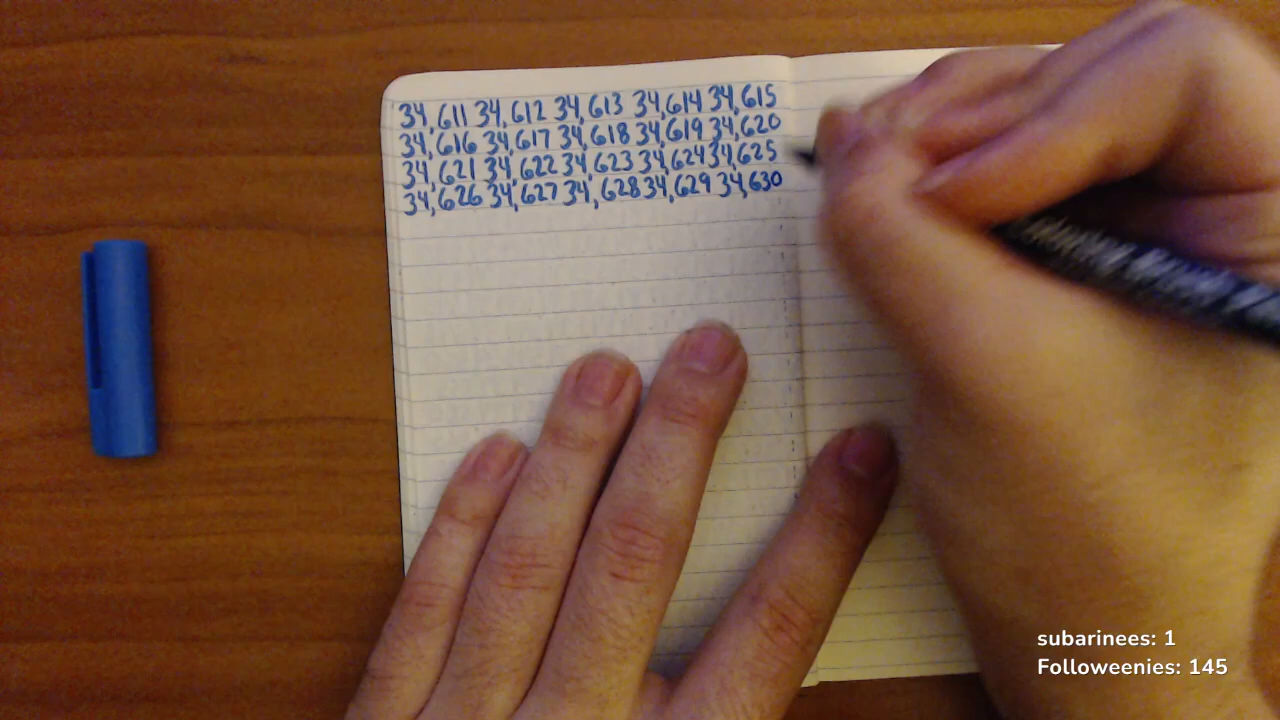 34,611 34,612 34,613 34,614 34,615
34,616 34,617 34,618 34,619 34,620
34,621 34,622 34,623 34,624 34,625
34,626 34,627 34,628 34,629 34,630
subarinees: 1
Followeenies: 145